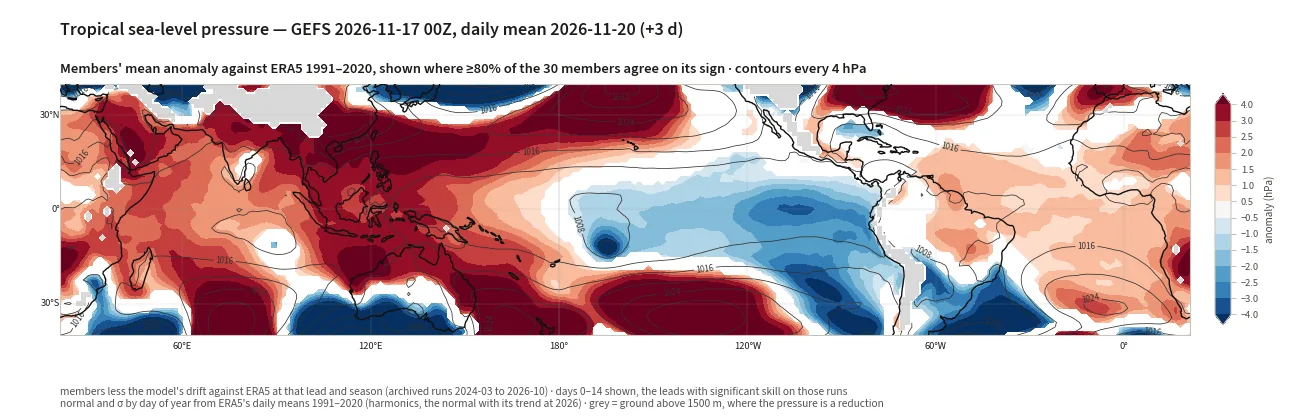 Tropical sea-level pressure — GEFS 2026-11-17 00Z, daily mean 2026-11-20 (+3 d)
Members' mean anomaly against ERA5 1991–2020, shown where ≥80% of the 30 members agree on its sign · contours every 4 hPa
30°N
0°
30°S
60°E
120°E
180°
120°W
60°W
0°
1016
1016
1016
1016
1016
1008
1016
1024
1008
1016
1016
1024
1016
4.0
3.0
2.5
2.0
1.5
1.0
0.5
−0.5
−1.0
−1.5
−2.0
−2.5
−3.0
−4.0
anomaly (hPa)
members less the model's drift against ERA5 at that lead and season (archived runs 2024-03 to 2026-10) · days 0–14 shown, the leads with significant skill on those runs
normal and σ by day of year from ERA5's daily means 1991–2020 (harmonics, the normal with its trend at 2026) · grey = ground above 1500 m, where the pressure is a reduction